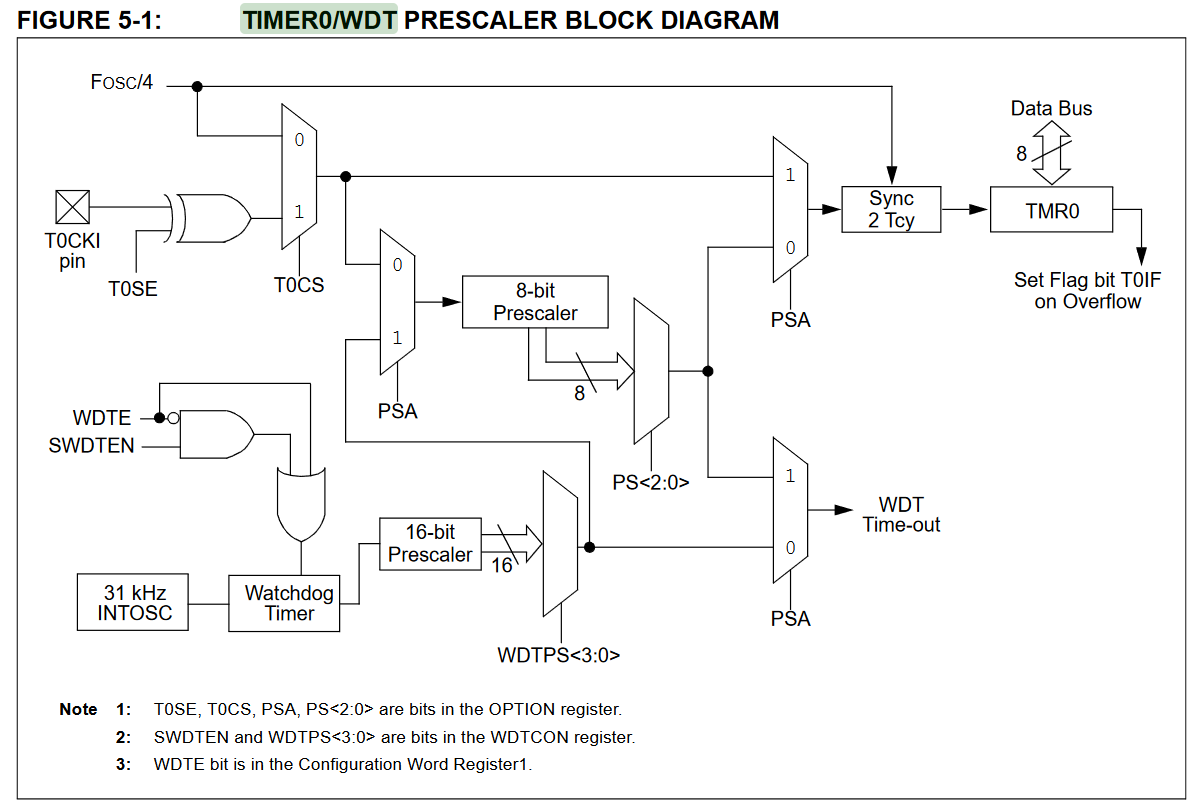 FIGURE 5-1: TIMER0/WDT PRESCALER BLOCK DIAGRAM
FOSC/4
Data Bus
8
0
1
1
0
Sync
2 Tcy
TMR0
T0CKI
pin
T0SE
T0CS
0
1
8-bit
Prescaler
8
PSA
Set Flag bit T0IF
on Overflow
PSA
WDTE
SWDTEN
PS<2:0>
1
0
WDT
Time-out
16-bit
Prescaler
16
31 kHz
INTOSC
Watchdog
Timer
PSA
WDTPS<3:0>
Note 1: T0SE, T0CS, PSA, PS<2:0> are bits in the OPTION register.
2: SWDTEN and WDTPS<3:0> are bits in the WDTCON register.
3: WDTE bit is in the Configuration Word Register1.